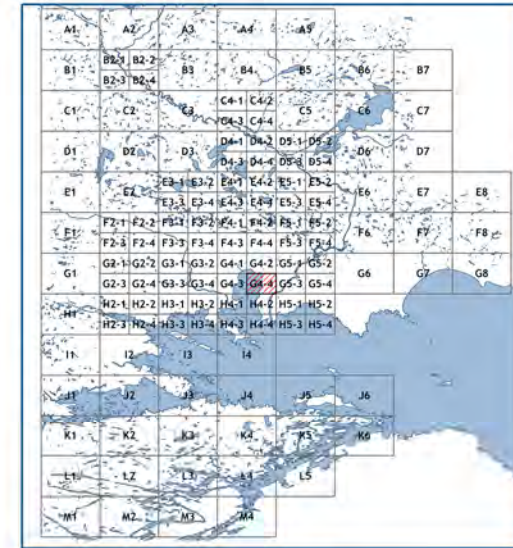 A1 A2 A3 A4 A5
B2-1 B2-2
B1 B3 B4 B5 B6 B7
B2-3 B2-4
C4-1 C4-2
C1 C2 C3 C5 C6 C7
C4-3 C4-4
D4-1 D4-2 D5-1 D5-2
D1 D2 D3 D6 D7
D4-3 D4-4 D5-3 D5-4
E3-1 E3-2 E4-1 E4-2 E5-1 E5-2
E1 E2 E6 E7 E8
E3-3 E3-4 E4-3 E4-4 E5-3 E5-4
F2-1 F2-2 F3-1 F3-2 F4-1 F4-2 F5-1 F5-2
F1 F6 F7 F8
F2-3 F2-4 F3-3 F3-4 F4-3 F4-4 F5-3 F5-4
G2-1 G2-2 G3-1 G3-2 G4-1 G4-2 G5-1 G5-2
G1 G6 G7 G8
G2-3 G2-4 G3-3 G3-4 G4-3 G4-4 G5-3 G5-4
H2-1 H2-2 H3-1 H3-2 H4-1 H4-2 H5-1 H5-2
H1
H2-3 H2-4 H3-3 H3-4 H4-3 H4-4 H5-3 H5-4
I1 I2 I3 I4
J1 J2 J3 J4 J5 J6
K1 K2 K3 K4 K5 K6
L1 L2 L3 L4 L5
M1 M2 M3 M4